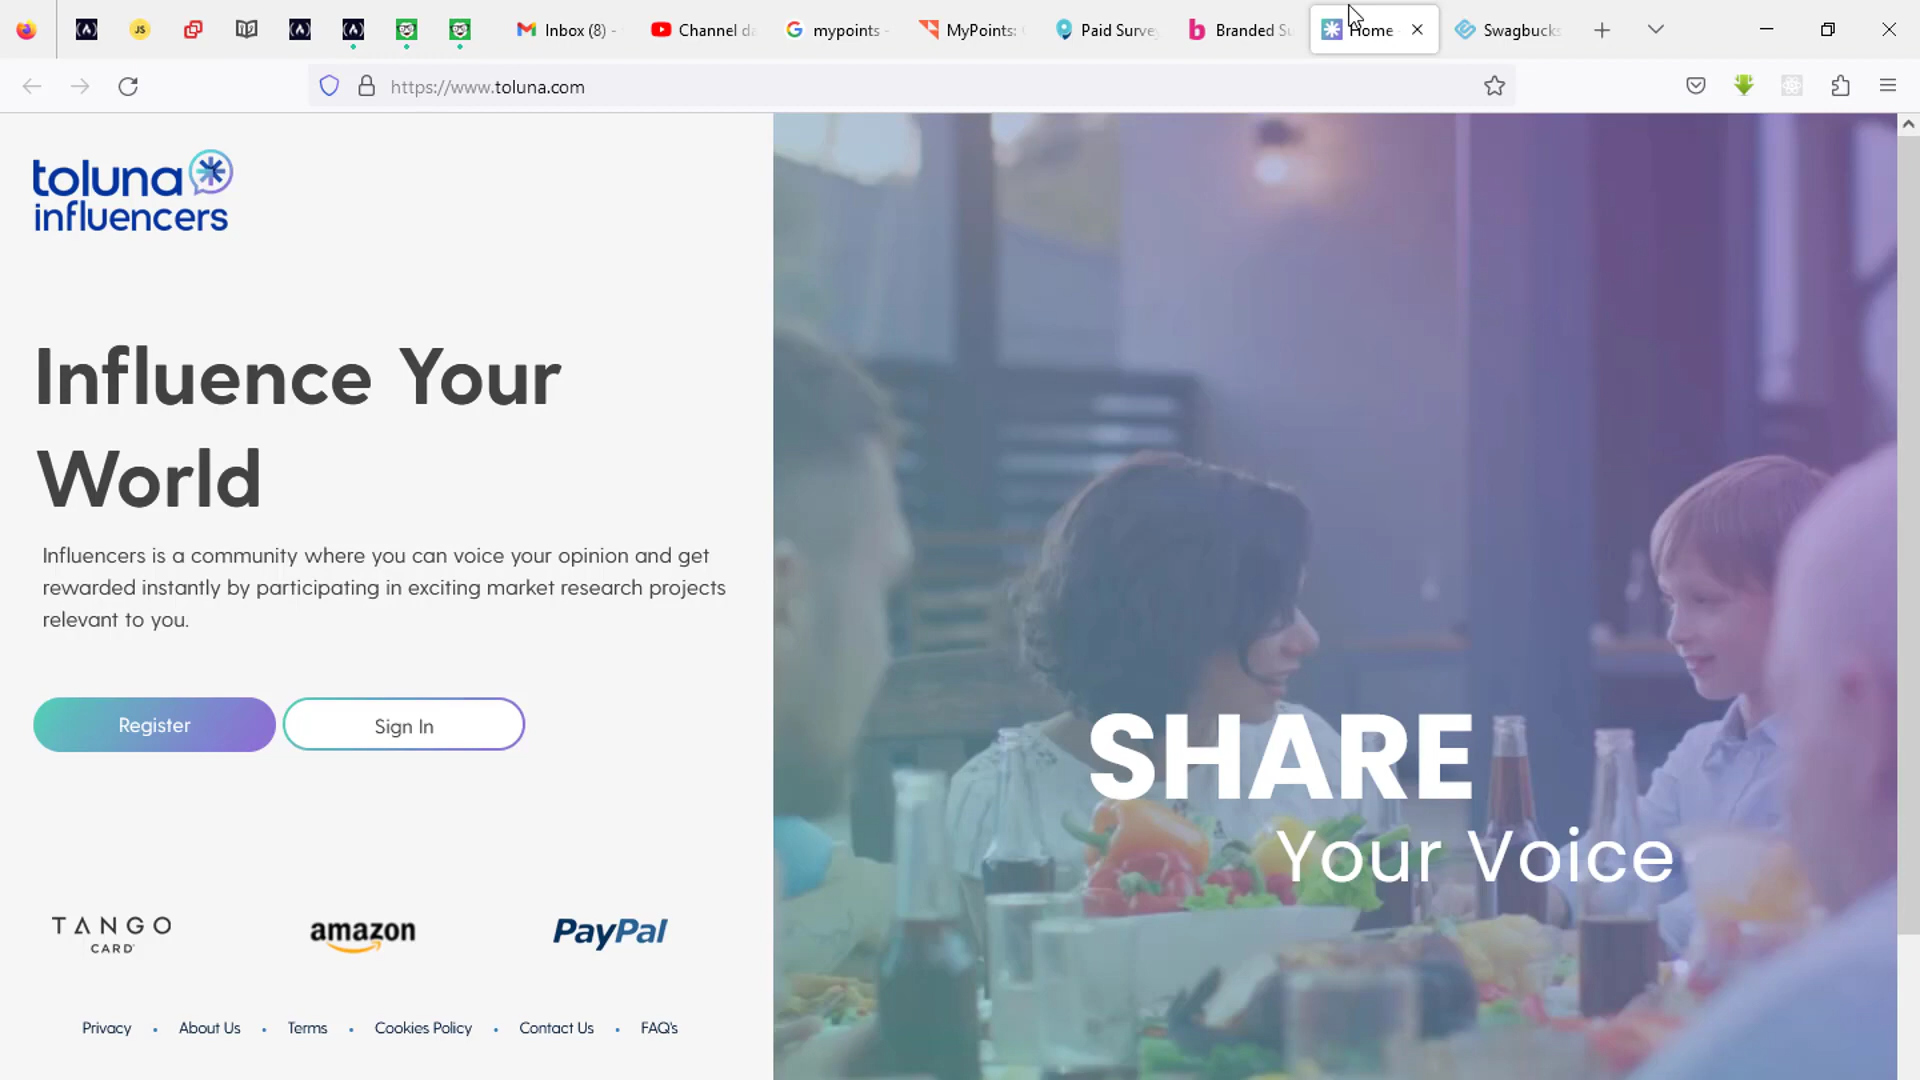 JS
Inbox (8) -
Channel da
mypoints -
MyPoints:
Paid Surve
Branded Su
Home
Swagbucks
https://www.toluna.com
toluna
influencers
Influence Your
World
Influencers is a community where you can voice your opinion and get
rewarded instantly by participating in exciting market research projects
relevant to you.
Register
Sign In
SHARE
Your Voice
TANGO
CARD
amazon
PayPal
Privacy • About Us • Terms • Cookies Policy • Contact Us • FAQ's